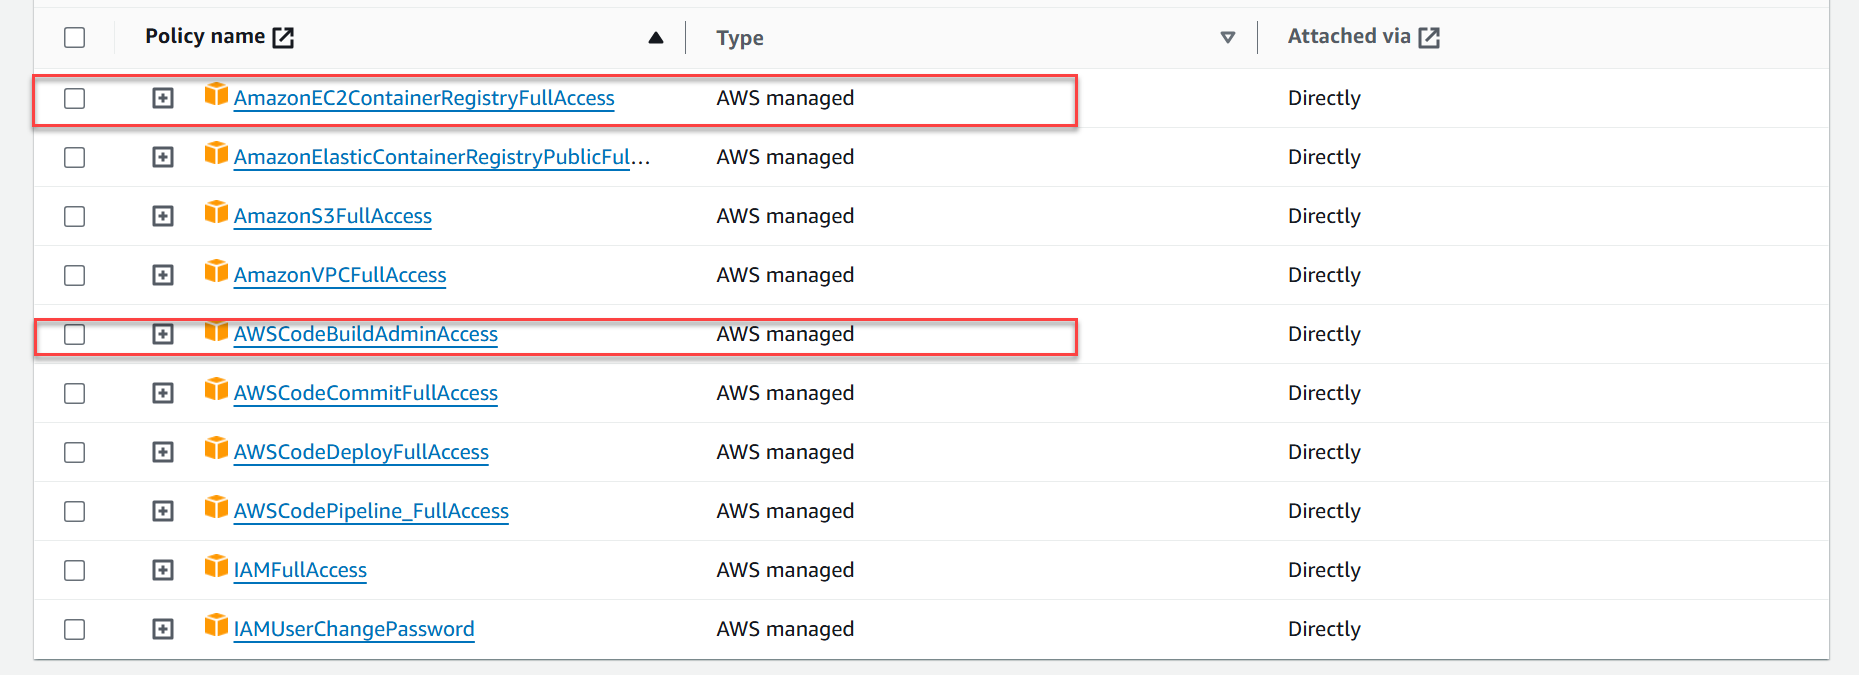 Policy name Type Attached via
AmazonEC2ContainerRegistryFullAccess AWS managed Directly
AmazonElasticContainerRegistryPublicFul... AWS managed Directly
AmazonS3FullAccess AWS managed Directly
AmazonVPCFullAccess AWS managed Directly
AWSCodeBuildAdminAccess AWS managed Directly
AWSCodeCommitFullAccess AWS managed Directly
AWSCodeDeployFullAccess AWS managed Directly
AWSCodePipeline_FullAccess AWS managed Directly
IAMFullAccess AWS managed Directly
IAMUserChangePassword AWS managed Directly